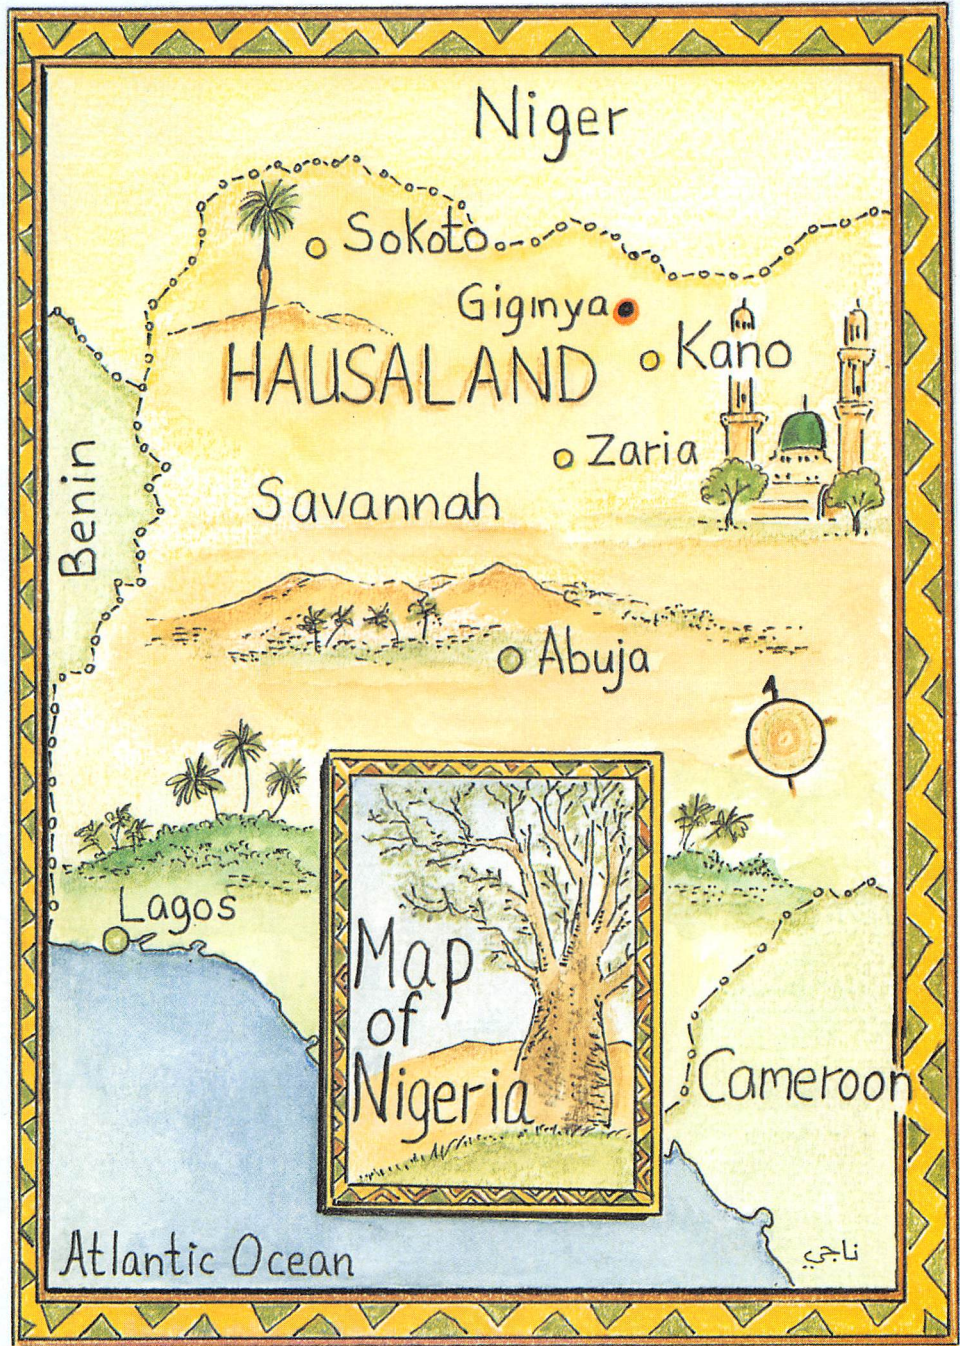 Niger
Sokoto
Giginya
Kano
HAUSALAND
Zaria
Savannah
Benin
Abuja
Lagos
Map
of
Nigeria
Cameroon
Atlantic Ocean
ناجي